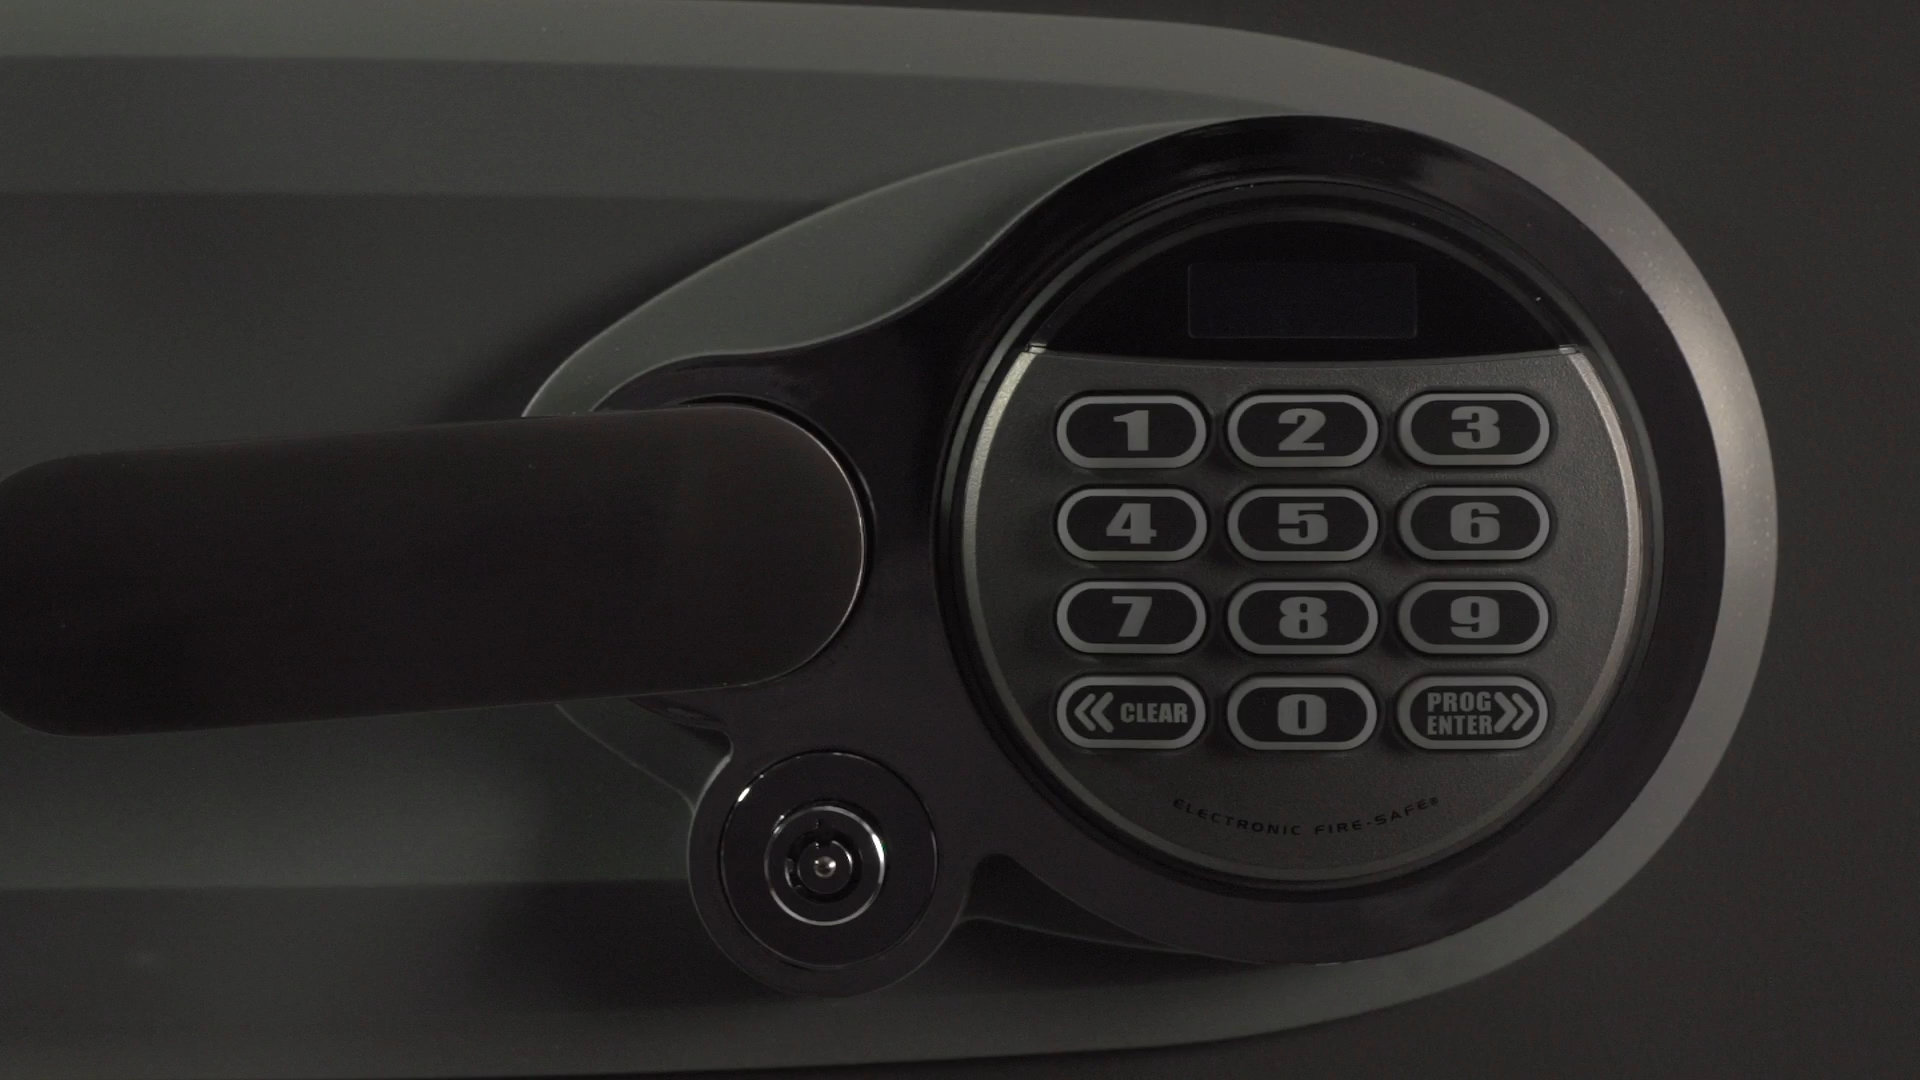 1 2 3
4 5 6
7 8 9
CLEAR 0 PROG
ENTER
ELECTRONIC FIRE-SAFE®